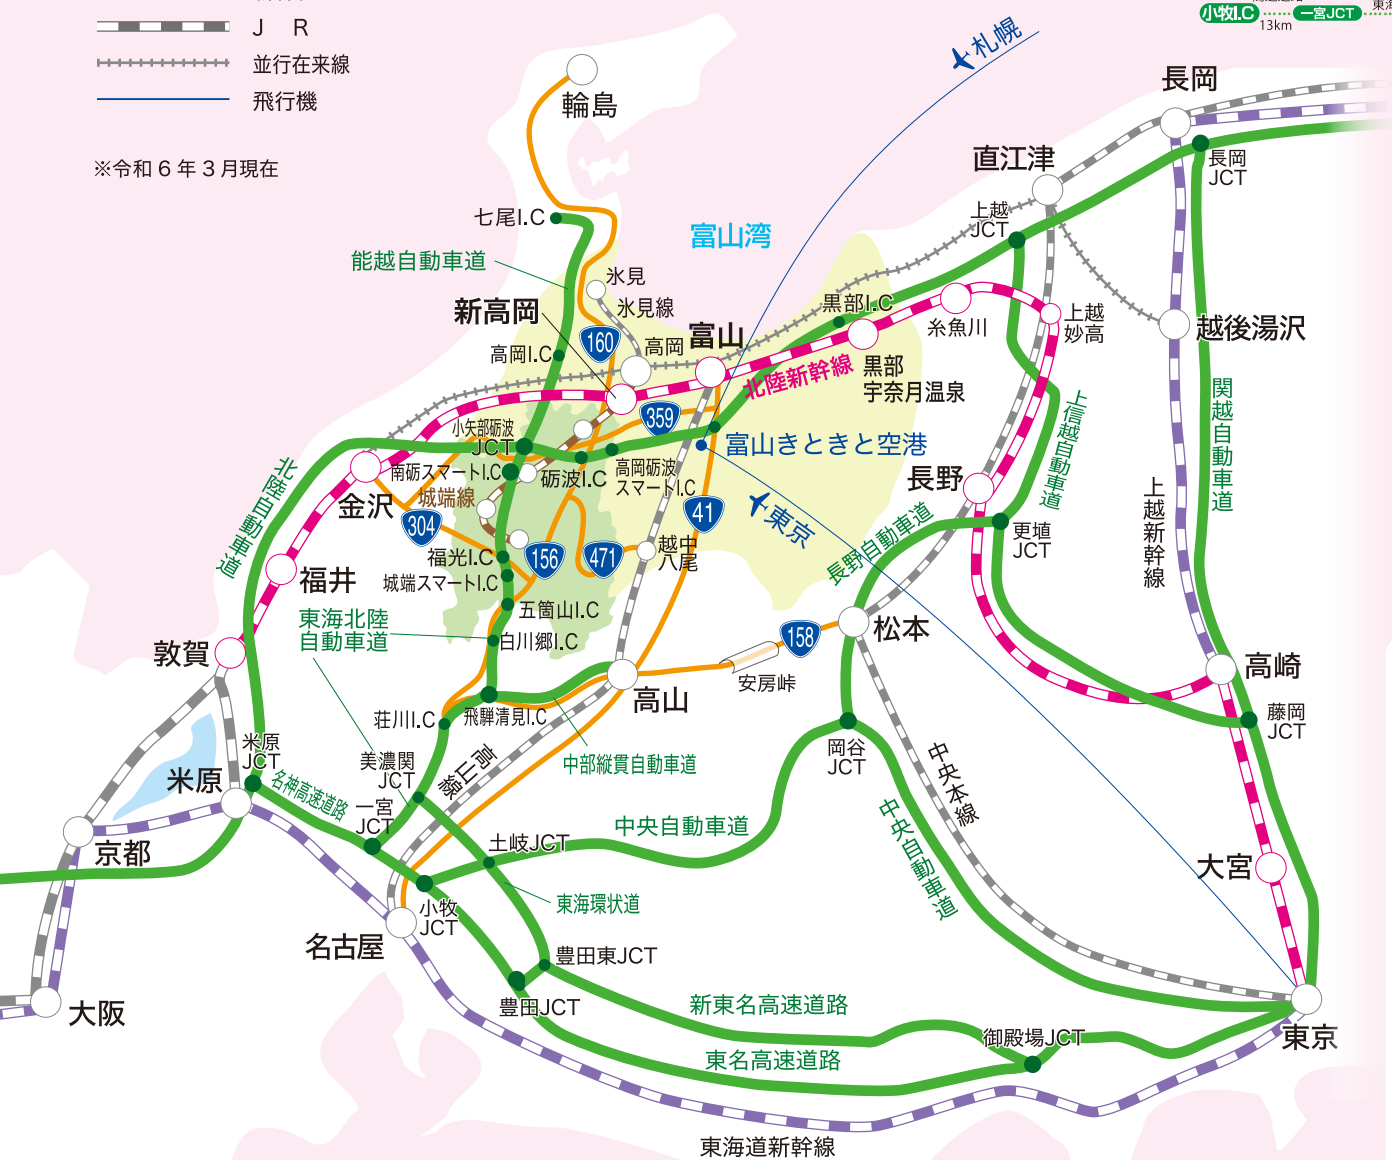 J R
並行在来線
飛行機
※令和6年3月現在
小牧I.C
一宮JCT
13km
札幌
輪島
長岡
長岡
JCT
直江津
上越
JCT
七尾I.C
能越自動車道
富山湾
氷見
氷見線
新高岡
160
高岡
高岡I.C
富山
黒部I.C
糸魚川
上越
妙高
越後湯沢
北陸新幹線
黒部
宇奈月温泉
関越自動車道
上信越自動車道
小矢部砺波
JCT
359
富山きときと空港
南砺スマートI.C
砺波I.C
高岡砺波
スマートI.C
城端線
北陸自動車道
金沢
304
41
東京
長野
更埴
JCT
長野自動車道
上越新幹線
福光I.C
156
471
越中
八尾
城端スマートI.C
福井
五箇山I.C
東海北陸
自動車道
白川郷I.C
158
松本
敦賀
安房峠
高山
高崎
荘川I.C
飛騨清見I.C
藤岡
JCT
米原
JCT
美濃関
JCT
高山線
中部縦貫自動車道
岡谷
JCT
中央本線
米原
名神高速道路
一宮
JCT
中央自動車道
中央自動車道
京都
土岐JCT
大宮
東海環状道
小牧
JCT
名古屋
豊田東JCT
大阪
豊田JCT
新東名高速道路
東名高速道路
御殿場JCT
東京
東海道新幹線